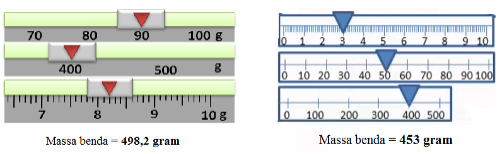 70 80 90 100 g
400 500 g
7 8 9 10 g
Massa benda = 498,2 gram
0 1 2 3 4 5 6 7 8 9 10
0 10 20 30 40 50 60 70 80 90 100
0 100 200 300 400 500
Massa benda = 453 gram